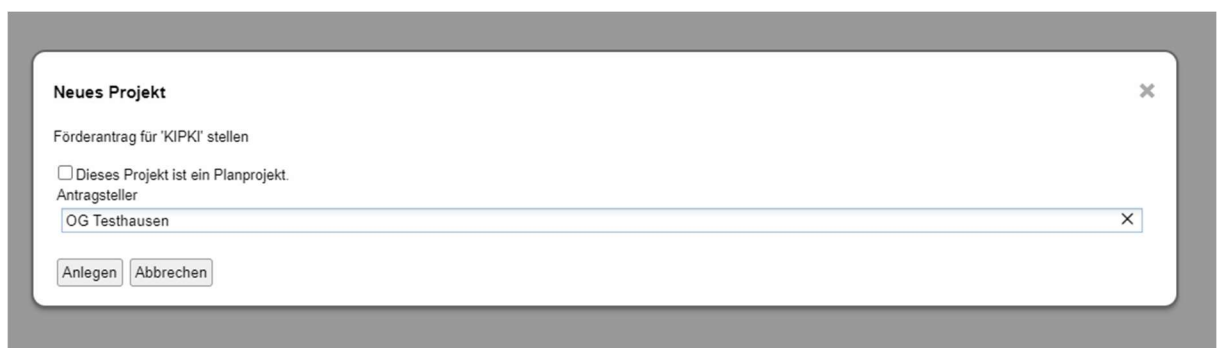 Neues Projekt
Förderantrag für 'KIPKI' stellen
Dieses Projekt ist ein Planprojekt.
Antragsteller
OG Testhausen
Anlegen Abbrechen